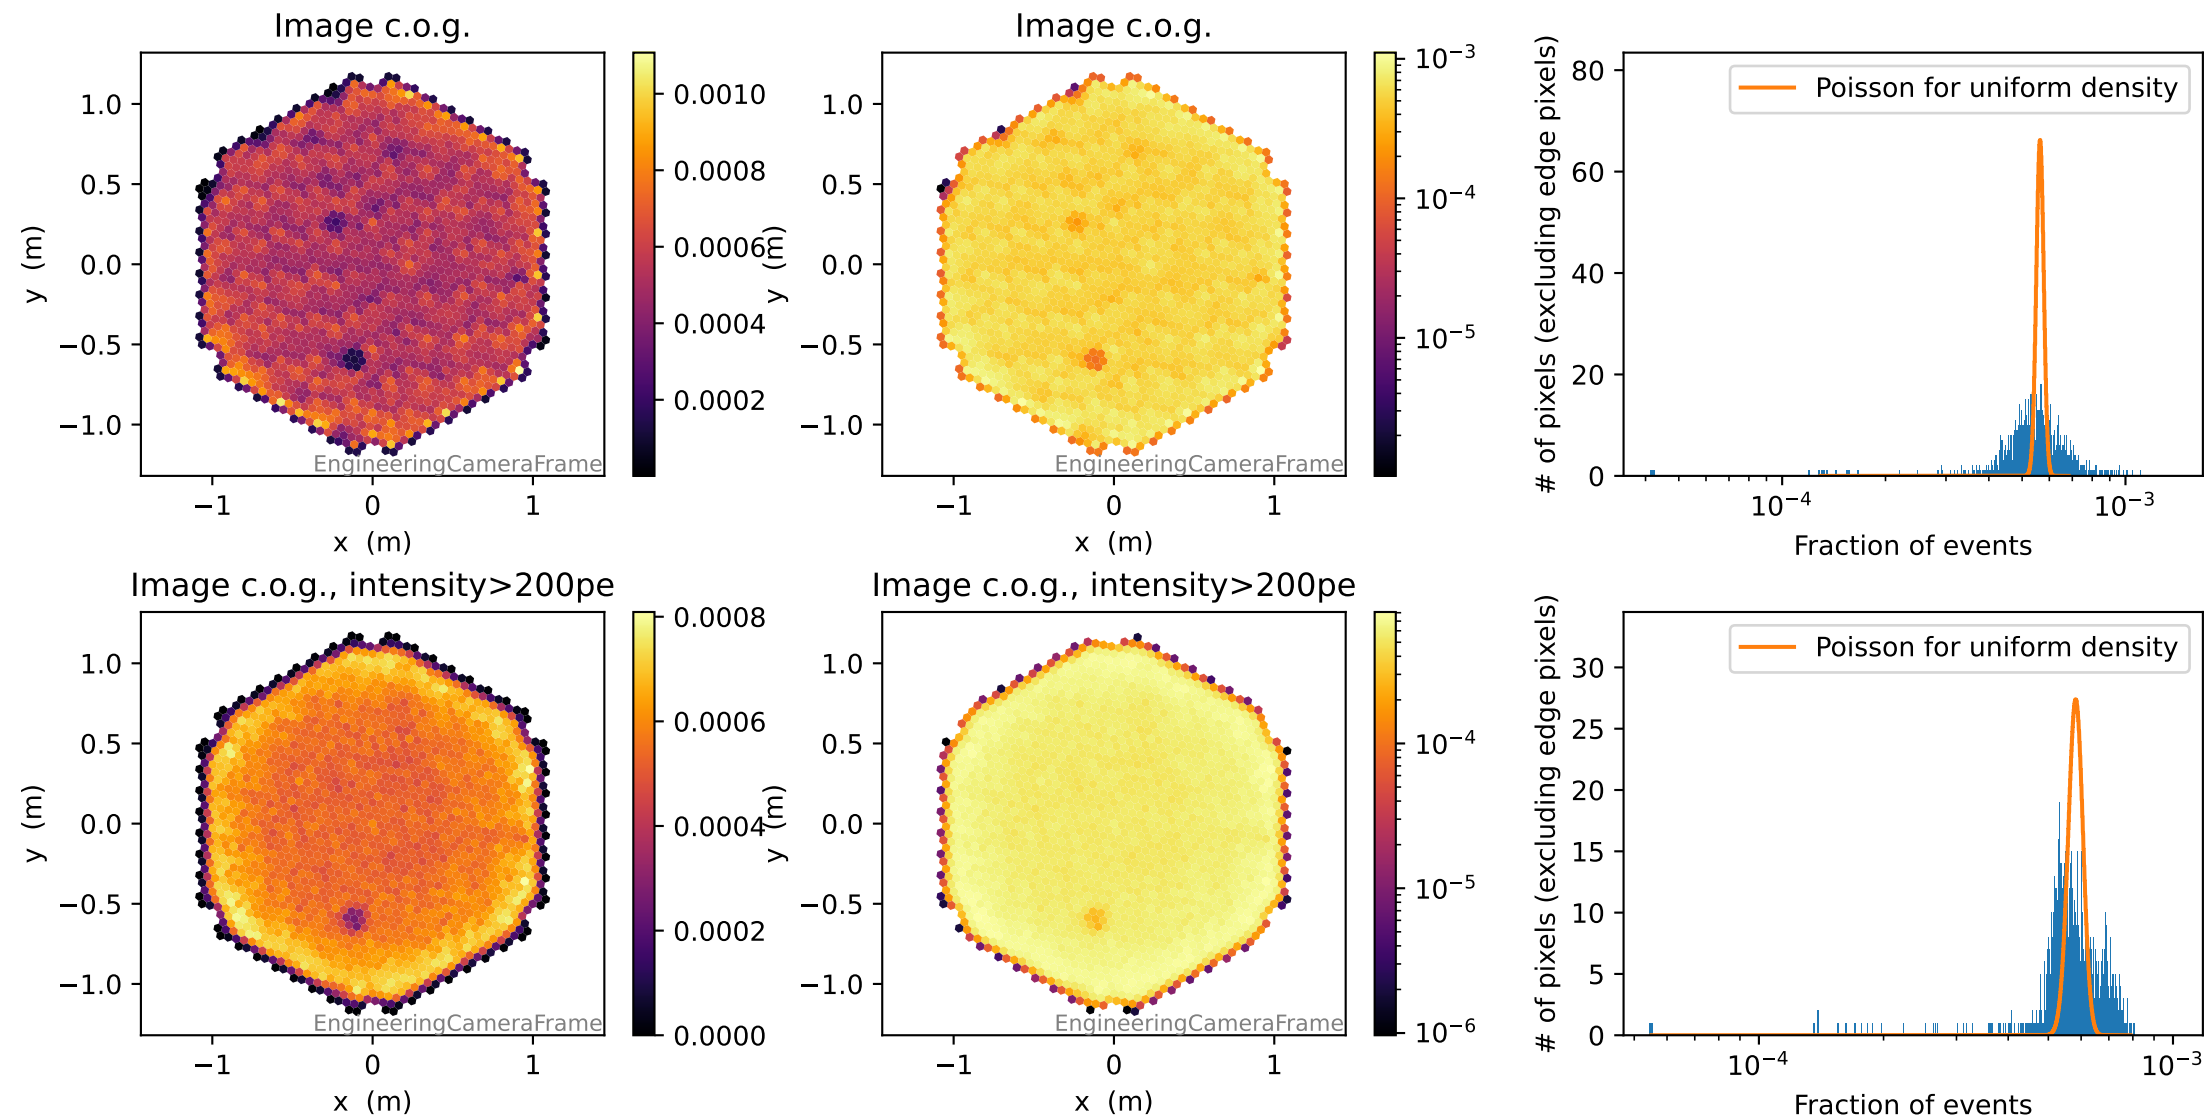 Image c.o.g.
1.0
0.5
0.0
−0.5
−1.0
y (m)
−1
0
1
x (m)
EngineeringCameraFrame
0.0010
0.0008
0.0006
0.0004
0.0002
Image c.o.g.
1.0
0.5
0.0
−0.5
−1.0
y (m)
−1
0
1
x (m)
EngineeringCameraFrame
10⁻³
10⁻⁴
10⁻⁵
80
60
40
20
0
# of pixels (excluding edge pixels)
Poisson for uniform density
10⁻⁴
10⁻³
Fraction of events
Image c.o.g., intensity>200pe
1.0
0.5
0.0
−0.5
−1.0
y (m)
−1
0
1
x (m)
EngineeringCameraFrame
0.0008
0.0006
0.0004
0.0002
0.0000
Image c.o.g., intensity>200pe
1.0
0.5
0.0
−0.5
−1.0
y (m)
−1
0
1
x (m)
EngineeringCameraFrame
10⁻⁴
10⁻⁵
10⁻⁶
30
25
20
15
10
5
0
# of pixels (excluding edge pixels)
Poisson for uniform density
10⁻⁴
10⁻³
Fraction of events